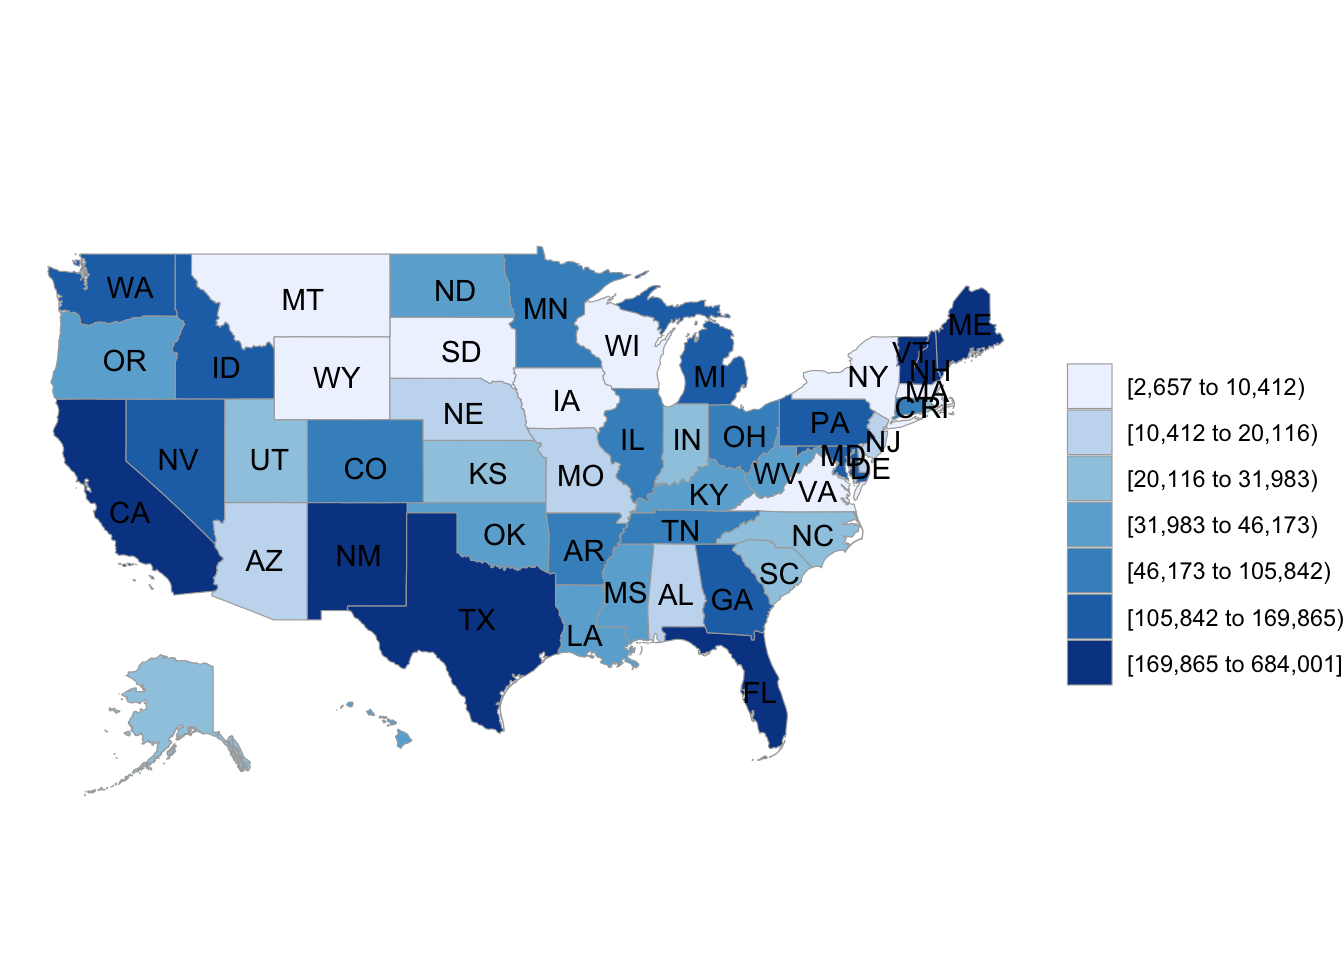 WA
MT
ND
MN
ME
OR
ID
WY
SD
WI
MI
NY
VT
NH
MA
CT
RI
NV
UT
CO
NE
KS
IA
MO
IL
IN
OH
PA
NJ
MD
DE
WV
VA
KY
CA
AZ
NM
OK
AR
TN
NC
SC
TX
LA
MS
AL
GA
FL
[2,657 to 10,412)
[10,412 to 20,116)
[20,116 to 31,983)
[31,983 to 46,173)
[46,173 to 105,842)
[105,842 to 169,865)
[169,865 to 684,001]